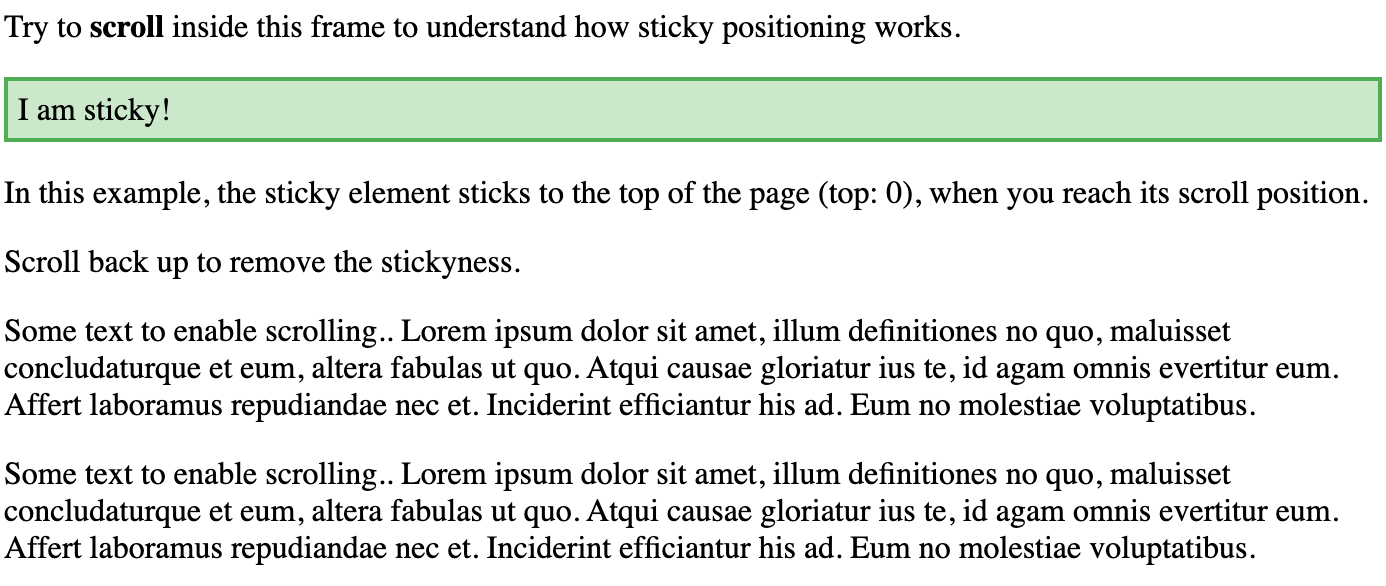 Try to scroll inside this frame to understand how sticky positioning works.
I am sticky!
In this example, the sticky element sticks to the top of the page (top: 0), when you reach its scroll position.
Scroll back up to remove the stickyness.
Some text to enable scrolling.. Lorem ipsum dolor sit amet, illum definitiones no quo, maluisset
concludaturque et eum, altera fabulas ut quo. Atqui causae gloriatur ius te, id agam omnis evertitur eum.
Affert laboramus repudiandae nec et. Inciderint efficiantur his ad. Eum no molestiae voluptatibus.
Some text to enable scrolling.. Lorem ipsum dolor sit amet, illum definitiones no quo, maluisset
concludaturque et eum, altera fabulas ut quo. Atqui causae gloriatur ius te, id agam omnis evertitur eum.
Affert laboramus repudiandae nec et. Inciderint efficiantur his ad. Eum no molestiae voluptatibus.